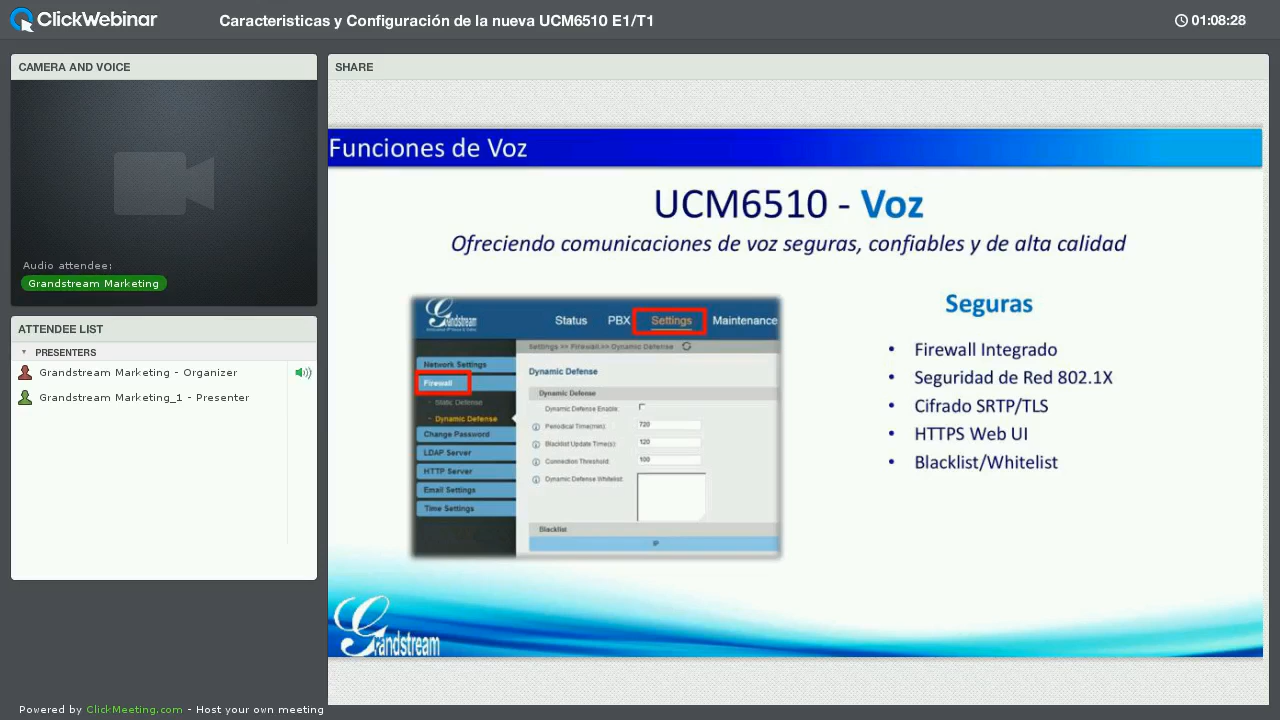 ClickWebinar
Caracteristicas y Configuración de la nueva UCM6510 E1/T1
01:08:28
CAMERA AND VOICE
Audio attendee:
Grandstream Marketing
ATTENDEE LIST
PRESENTERS
Grandstream Marketing - Organizer
Grandstream Marketing_1 - Presenter
SHARE
Funciones de Voz
UCM6510 - Voz
Ofreciendo comunicaciones de voz seguras, confiables y de alta calidad
Grandstream
Status PBX Settings Maintenance
Settings >> Firewall >> Dynamic Defense
Network Settings
Firewall
- Static Defense
- Dynamic Defense
Change Password
LDAP Server
HTTP Server
Email Settings
Time Settings
Dynamic Defense
Dynamic Defense
Dynamic Defense Enable:
Periodical Time(min): 720
Blacklist Update Time(s): 120
Connection Threshold: 100
Dynamic Defense Whitelist:
Blacklist
IP
Seguras
• Firewall Integrado
• Seguridad de Red 802.1X
• Cifrado SRTP/TLS
• HTTPS Web UI
• Blacklist/Whitelist
Grandstream
Powered by ClickMeeting.com - Host your own meeting